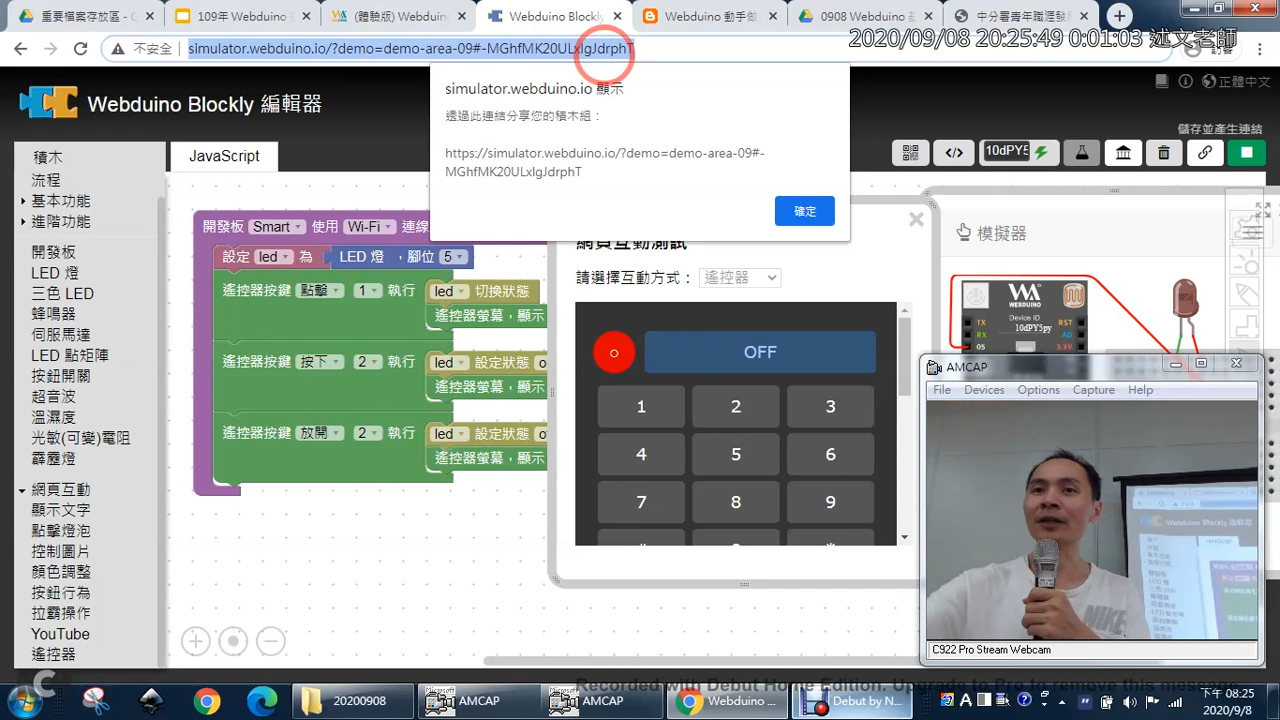 重要檔案存放區 - G
109年 Webduino S
(體驗版) Webduino
Webduino Blockly
Webduino 動手做
0908 Webduino
中分署青年職涯發
2020/09/08 20:25:49 0:01:03 述文老師
不安全
simulator.webduino.io/?demo=demo-area-09#-MGhfMK20ULxIgJdrphT
訪客
Webduino Blockly 編輯器
正體中文
simulator.webduino.io 顯示
透過此連結分享您的積木組：
https://simulator.webduino.io/?demo=demo-area-09#-
MGhfMK20ULxIgJdrphT
確定
儲存並產生連結
10dPY5
積木
JavaScript
流程
基本功能
進階功能
開發板
LED 燈
三色 LED
蜂鳴器
伺服馬達
LED 點矩陣
按鈕開關
超音波
溫濕度
光敏(可變)電阻
霹靂燈
網頁互動
顯示文字
點擊燈泡
控制圖片
顏色調整
按鈕行為
拉霸操作
YouTube
遙控器
開發板 Smart 使用 Wi-Fi 連線
設定 led 為 LED 燈 ，腳位 5
遙控器按鍵 點擊 1 執行 led 切換狀態
遙控器螢幕，顯示
遙控器按鍵 按下 2 執行 led 設定狀態
遙控器螢幕，顯示
遙控器按鍵 放開 2 執行 led 設定狀態
遙控器螢幕，顯示
網頁互動測試
請選擇互動方式： 遙控器
OFF
1 2 3
4 5 6
7 8 9
模擬器
WEBDUINO
Device ID
10dPY5py
TX
RX
05
RST
AD
3.3V
AMCAP
File Devices Options Capture Help
C922 Pro Stream Webcam
Recorded with Debut Home Edition. Upgrade to Pro to remove this message
20200908
AMCAP
AMCAP
Webduino ...
Debut by N...
下午 08:25
2020/9/8